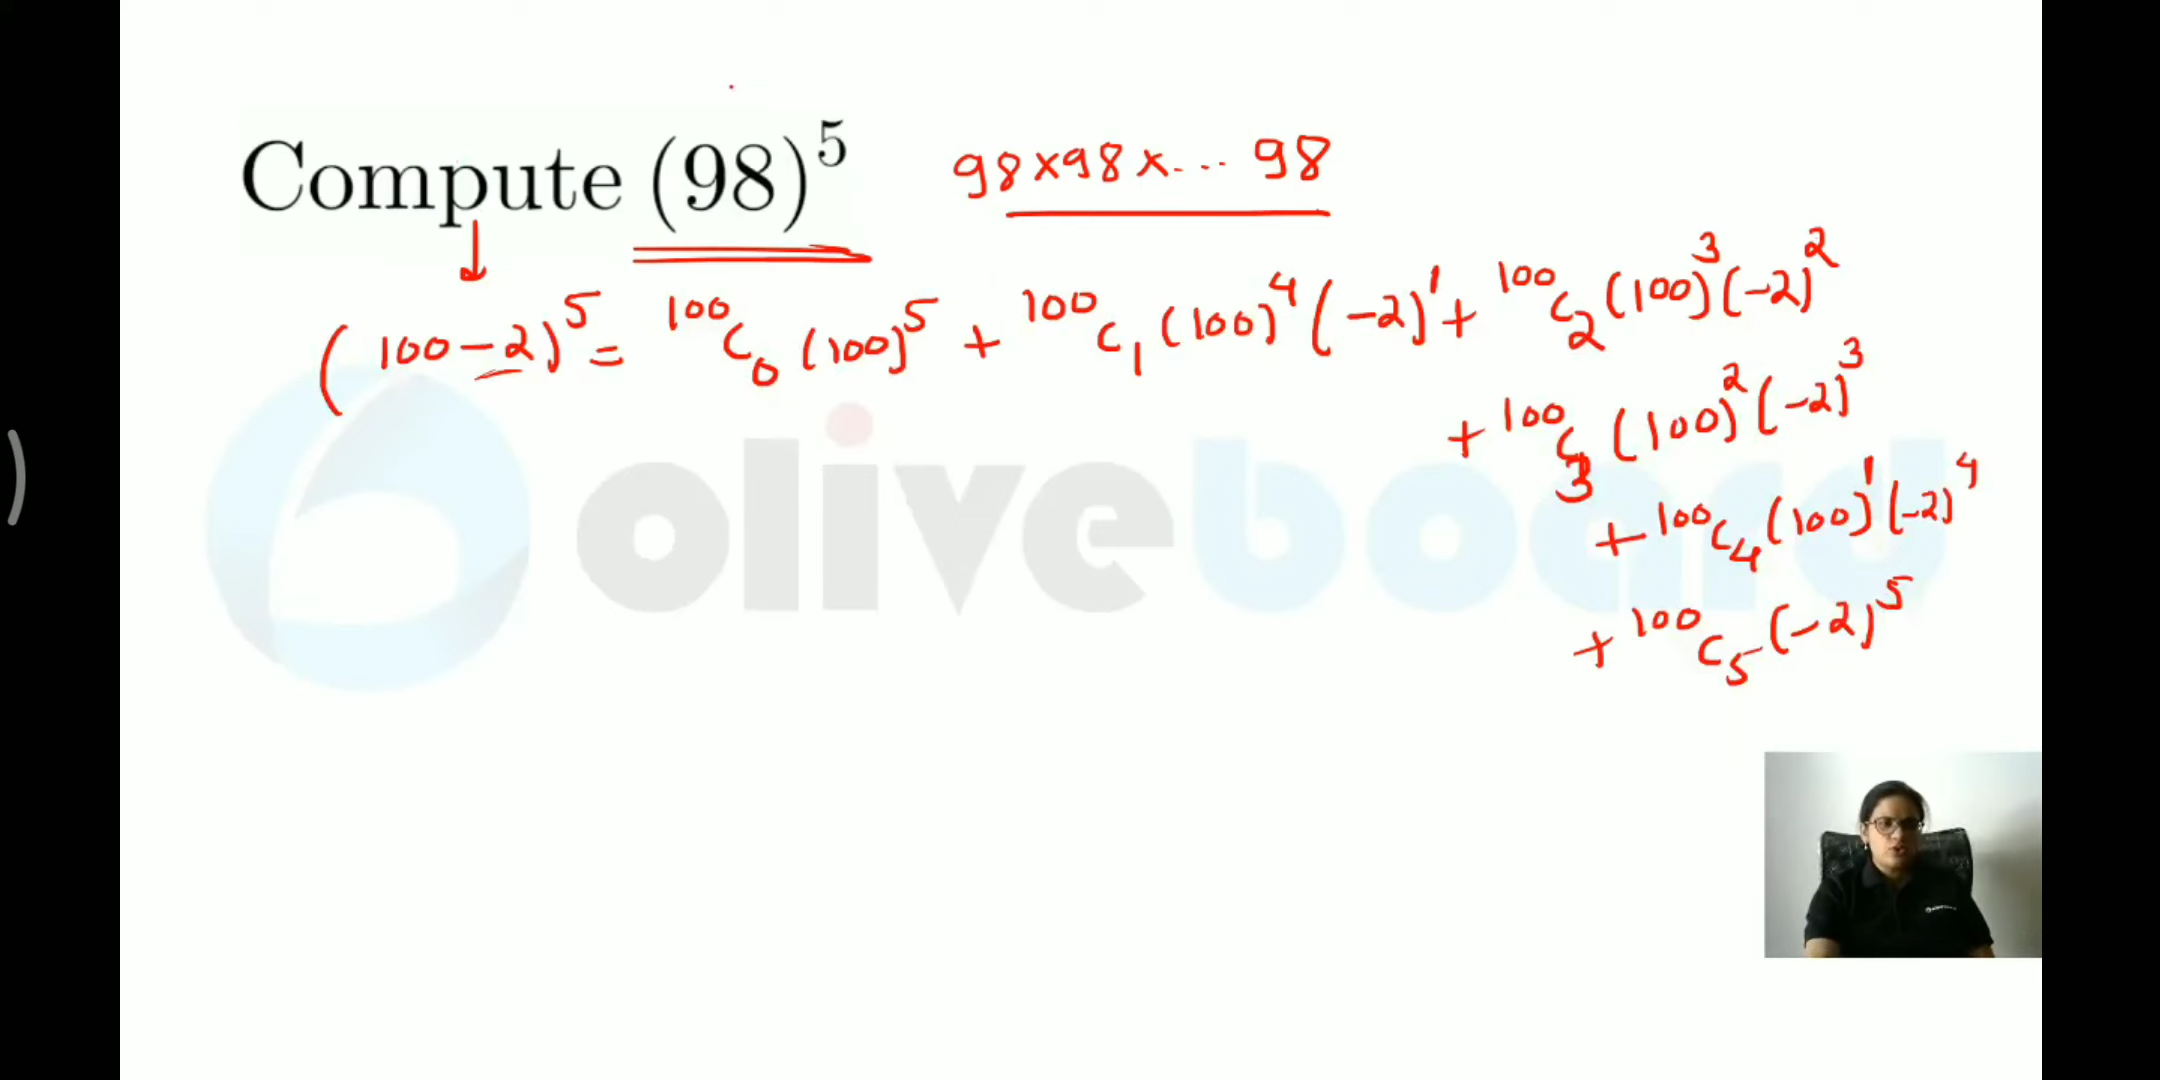 Compute (98)⁵ 98×98×... 98
(100-2)⁵ = ¹⁰⁰C₀ (100)⁵ + ¹⁰⁰C₁ (100)⁴ (-2)¹ + ¹⁰⁰C₂ (100)³ (-2)²
+ ¹⁰⁰C₃ (100)² (-2)³
+ ¹⁰⁰C₄ (100)¹ (-2)⁴
+ ¹⁰⁰C₅ (-2)⁵
oliveboard